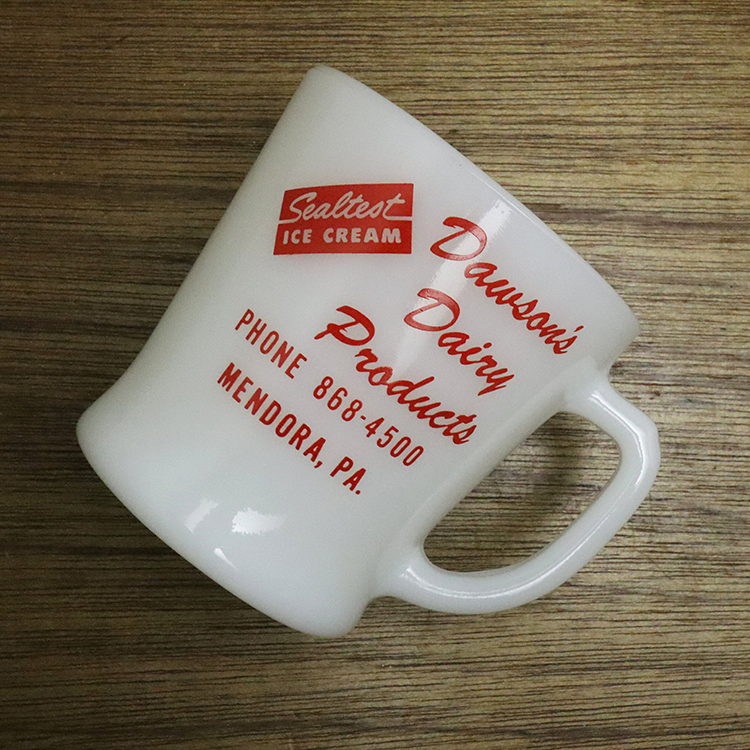 Sealtest
ICE CREAM
Dawson's
Dairy
Products
PHONE 868-4500
MENDORA, PA.